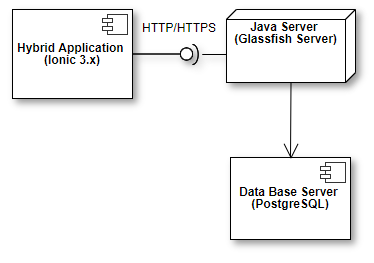 HTTP/HTTPS
Hybrid Application
(Ionic 3.x)
Java Server
(Glassfish Server)
Data Base Server
(PostgreSQL)